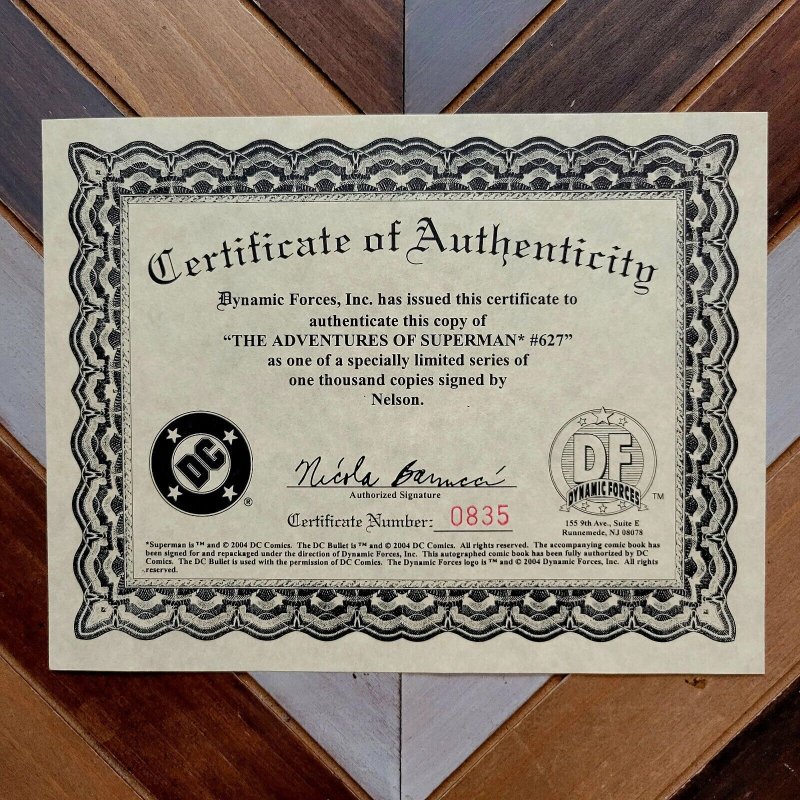 Certificate of Authenticity
Dynamic Forces, Inc. has issued this certificate to
authenticate this copy of
“THE ADVENTURES OF SUPERMAN* #627”
as one of a specially limited series of
one thousand copies signed by
Nelson.
DC
®
Nicola Barrucci
Authorized Signature
Certificate Number: 0835
DF
DYNAMIC FORCES
TM
155 9th Ave., Suite E
Runnemede, NJ 08078
*Superman is ™ and © 2004 DC Comics. The DC Bullet is ™ and © 2004 DC Comics. All rights reserved. The accompanying comic book has
been signed for and repackaged under the direction of Dynamic Forces, Inc. This autographed comic book has been fully authorized by DC
Comics. The DC Bullet is used with the permission of DC Comics. The Dynamic Forces logo is ™ and © 2004 Dynamic Forces, Inc. All rights
reserved.